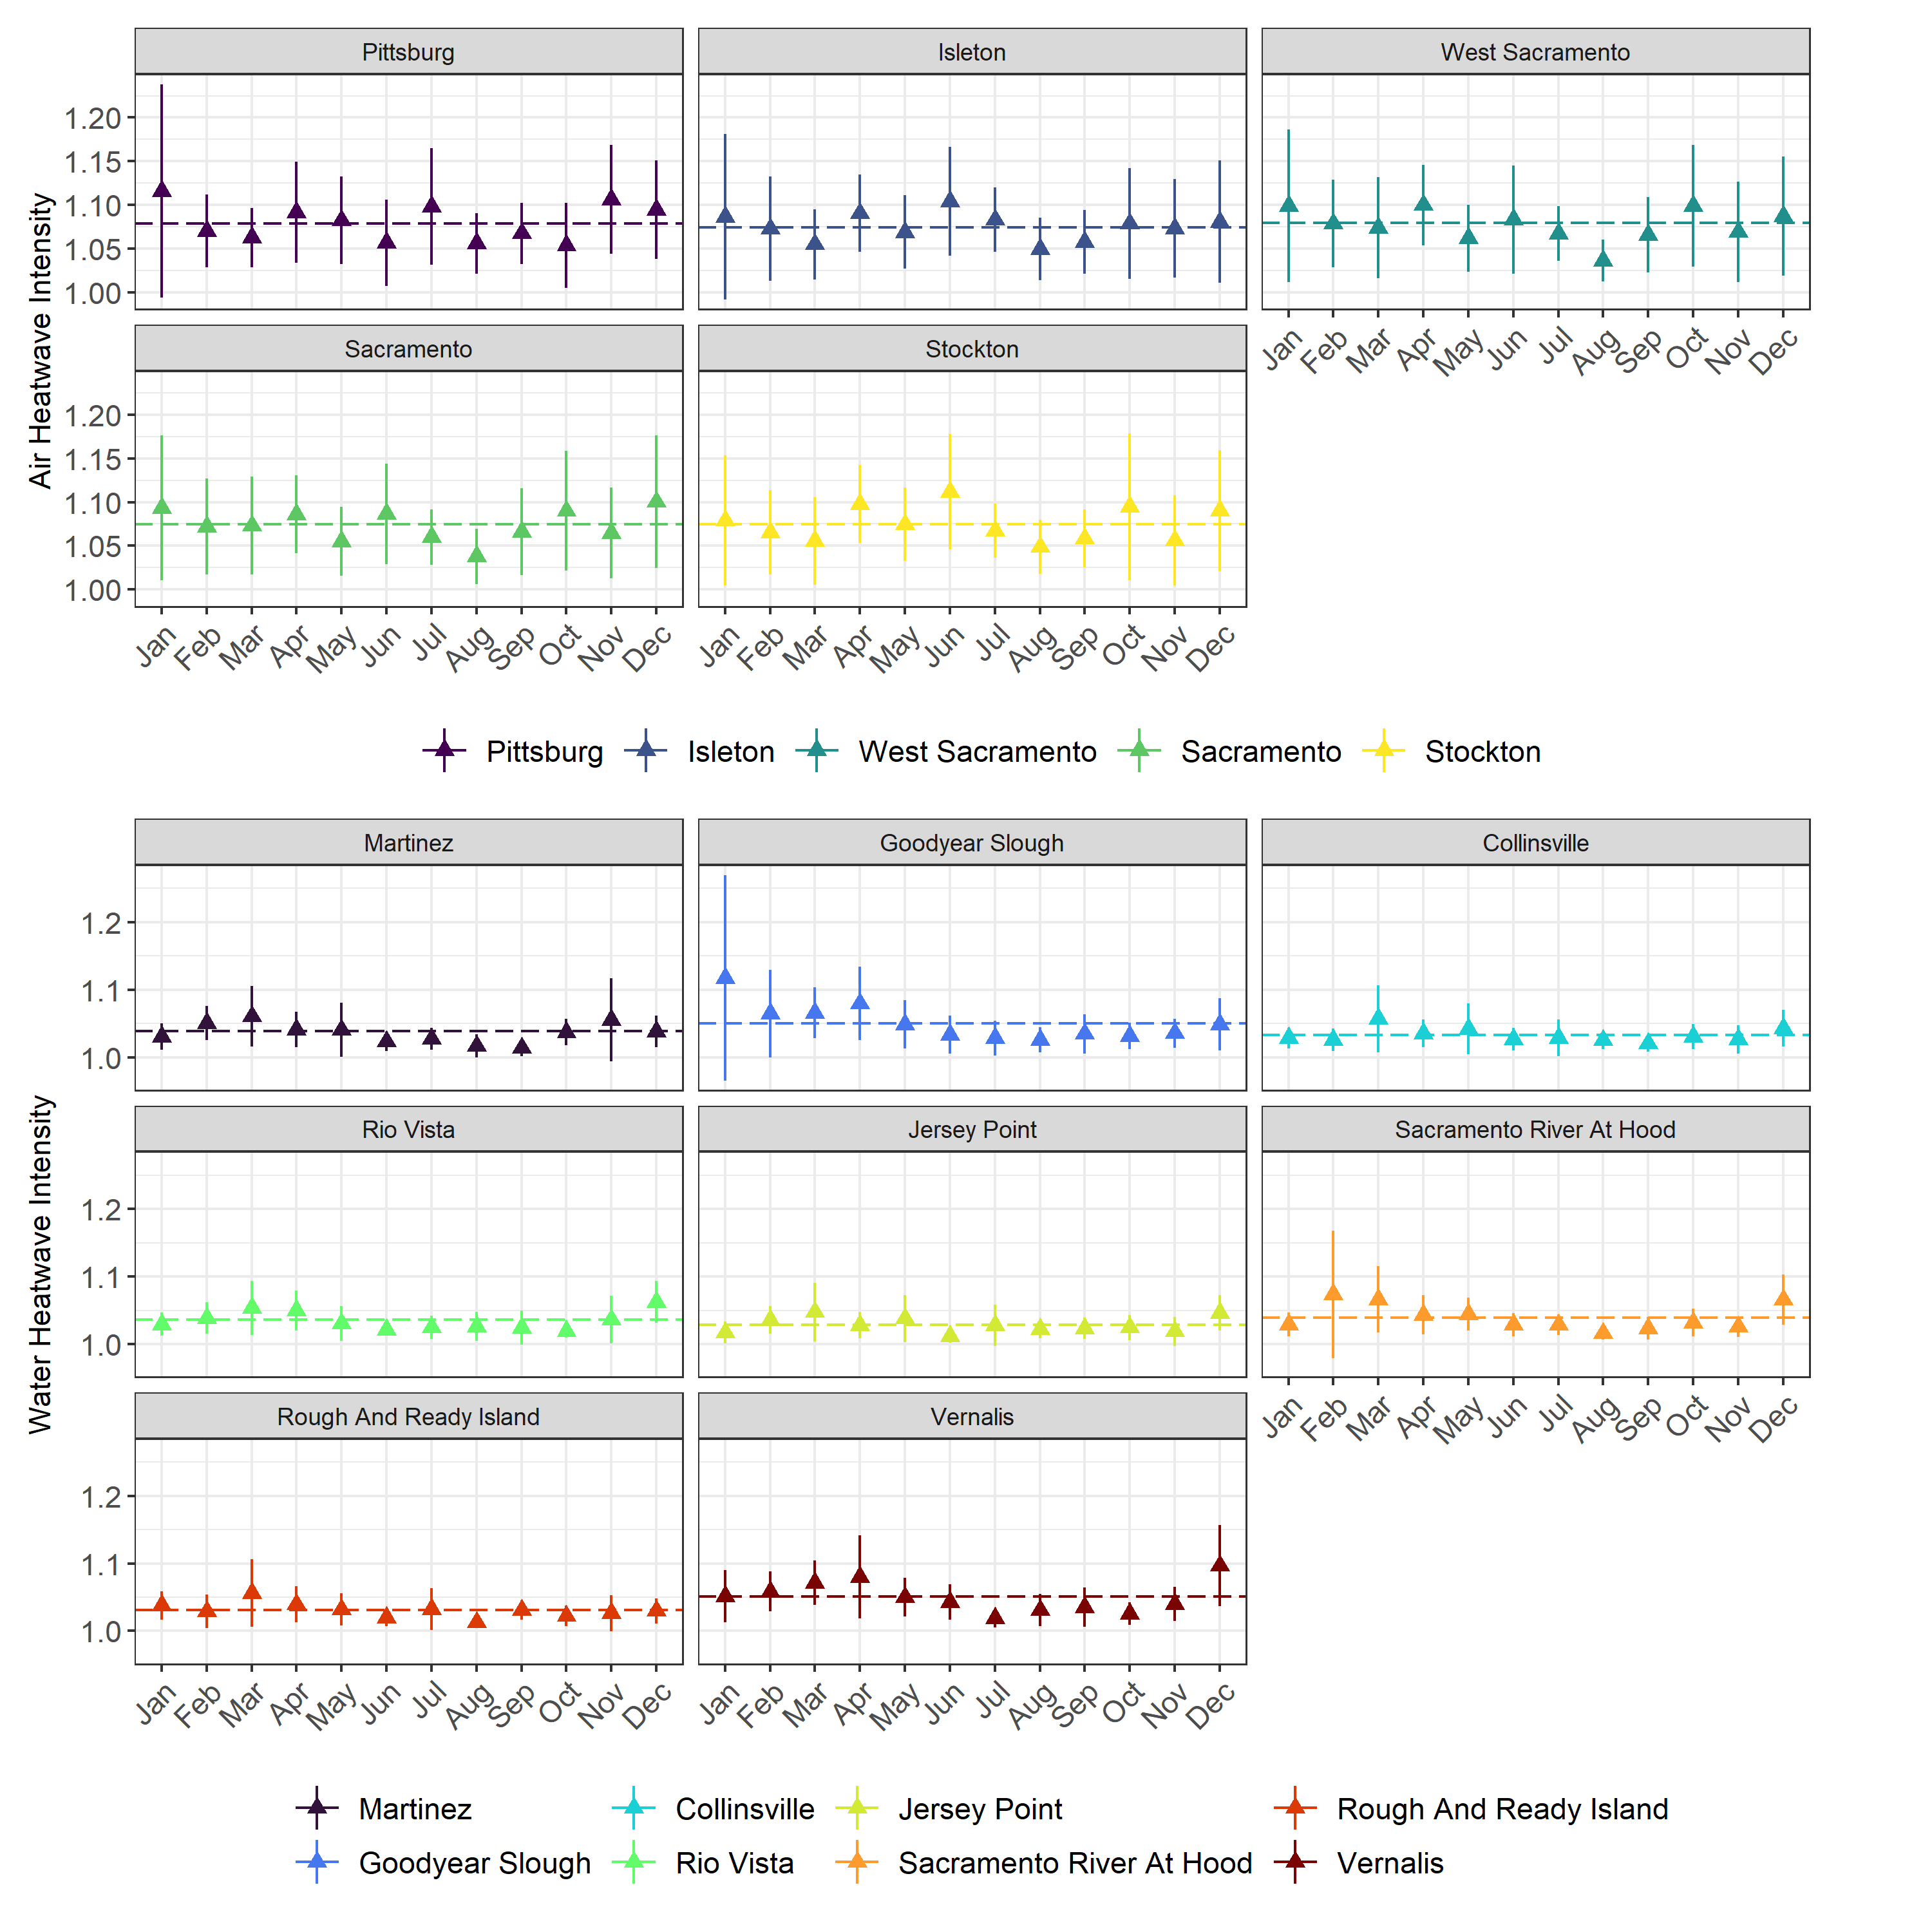 Pittsburg
Isleton
West Sacramento
1.20
1.15
1.10
1.05
1.00
Sacramento
Stockton
Jan Feb Mar Apr May Jun Jul Aug Sep Oct Nov Dec
1.20
1.15
1.10
1.05
1.00
Air Heatwave Intensity
Jan Feb Mar Apr May Jun Jul Aug Sep Oct Nov Dec
Jan Feb Mar Apr May Jun Jul Aug Sep Oct Nov Dec
Pittsburg Isleton West Sacramento Sacramento Stockton
Martinez
Goodyear Slough
Collinsville
1.2
1.1
1.0
Rio Vista
Jersey Point
Sacramento River At Hood
1.2
1.1
1.0
Water Heatwave Intensity
Rough And Ready Island
Vernalis
Jan Feb Mar Apr May Jun Jul Aug Sep Oct Nov Dec
1.2
1.1
1.0
Jan Feb Mar Apr May Jun Jul Aug Sep Oct Nov Dec
Jan Feb Mar Apr May Jun Jul Aug Sep Oct Nov Dec
Martinez Collinsville Jersey Point Rough And Ready Island
Goodyear Slough Rio Vista Sacramento River At Hood Vernalis